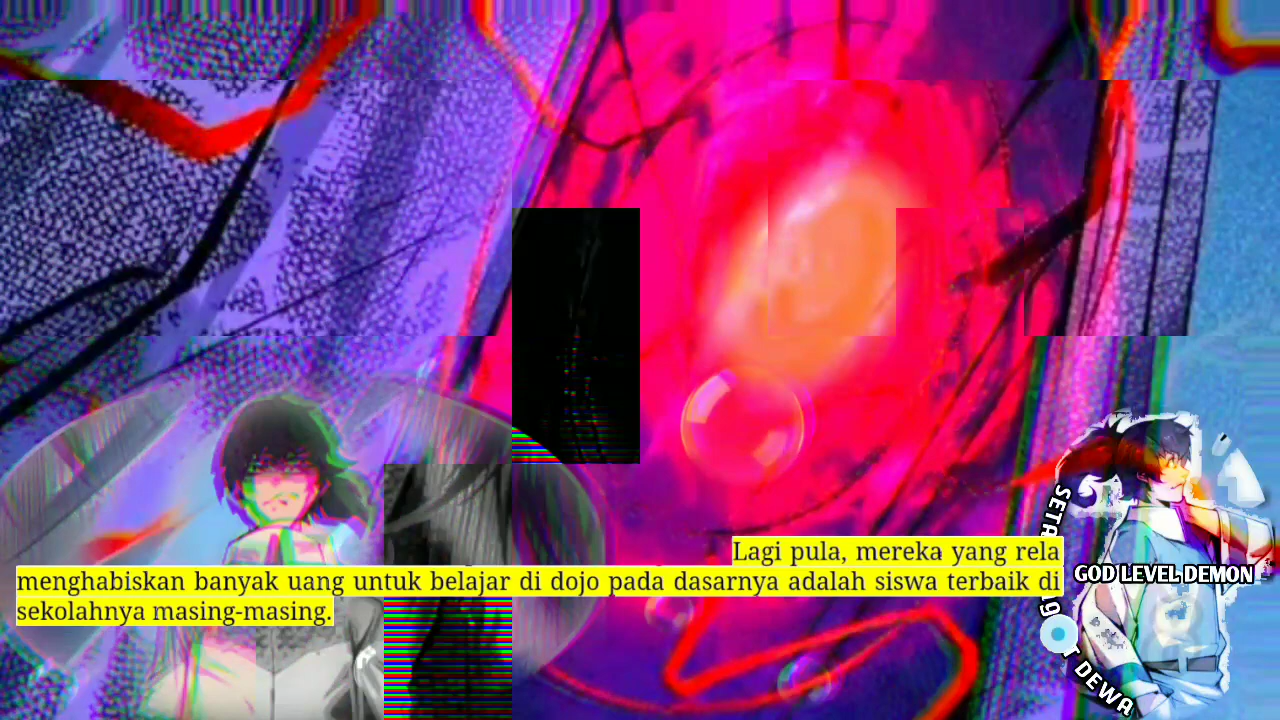 Lagi pula, mereka yang rela
menghabiskan banyak uang untuk belajar di dojo pada dasarnya adalah siswa terbaik di
sekolahnya masing-masing.
GOD LEVEL DEMON
DEWA